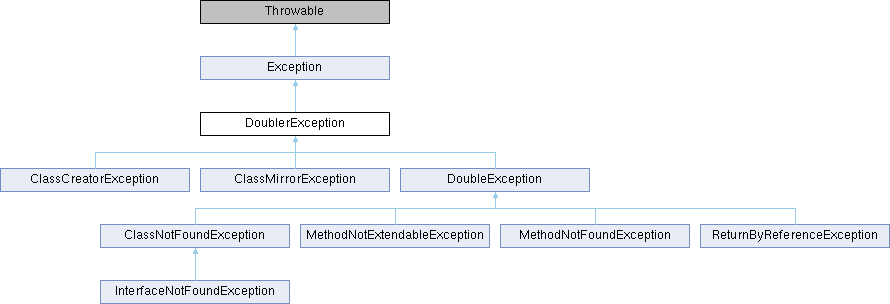 Throwable
Exception
DoublerException
ClassCreatorException
ClassMirrorException
DoubleException
ClassNotFoundException
MethodNotExtendableException
MethodNotFoundException
ReturnByReferenceException
InterfaceNotFoundException